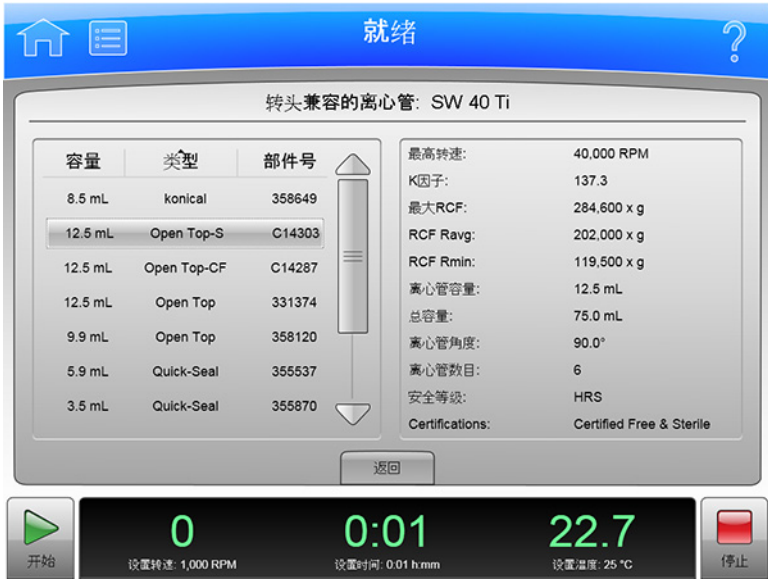 就绪
转头兼容的离心管: SW 40 Ti
容量 类型 部件号
8.5 mL konical 358649
12.5 mL Open Top-S C14303
12.5 mL Open Top-CF C14287
12.5 mL Open Top 331374
9.9 mL Open Top 358120
5.9 mL Quick-Seal 355537
3.5 mL Quick-Seal 355870
最高转速: 40,000 RPM
K因子: 137.3
最大RCF: 284,600 x g
RCF Ravg: 202,000 x g
RCF Rmin: 119,500 x g
离心管容量: 12.5 mL
总容量: 75.0 mL
离心管角度: 90.0°
离心管数目: 6
安全等级: HRS
Certifications: Certified Free & Sterile
返回
0 0:01 22.7
开始 设置转速: 1,000 RPM 设置时间: 0:01 h:mm 设置温度: 25 °C 停止